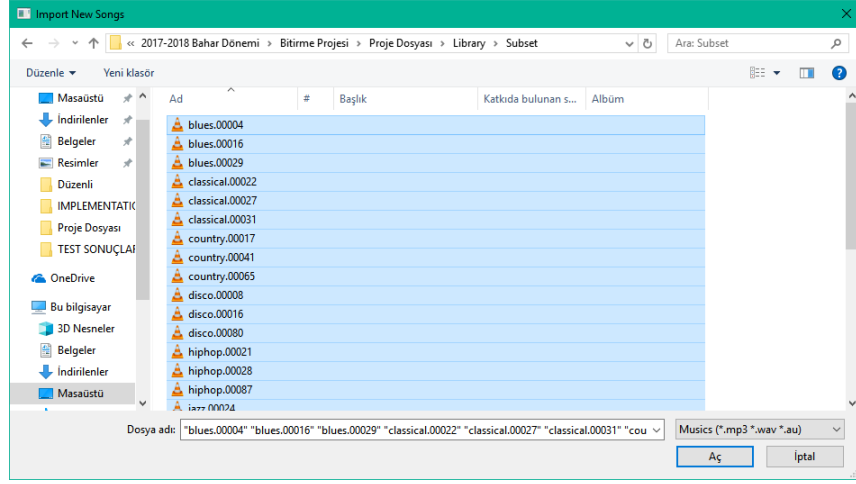 Import New Songs
« 2017-2018 Bahar Dönemi > Bitirme Projesi > Proje Dosyası > Library > Subset
Ara: Subset
Düzenle Yeni klasör
Ad # Başlık Katkıda bulunan s... Albüm
Masaüstü
İndirilenler
Belgeler
Resimler
Düzenli
IMPLEMENTATIO
Proje Dosyası
TEST SONUÇLAR
OneDrive
Bu bilgisayar
3D Nesneler
Belgeler
İndirilenler
Masaüstü
blues.00004
blues.00016
blues.00029
classical.00022
classical.00027
classical.00031
country.00017
country.00041
country.00065
disco.00008
disco.00016
disco.00080
hiphop.00021
hiphop.00028
hiphop.00087
jazz.00024
Dosya adı: "blues.00004" "blues.00016" "blues.00029" "classical.00022" "classical.00027" "classical.00031" "cou
Musics (*.mp3 *.wav *.au)
Aç İptal